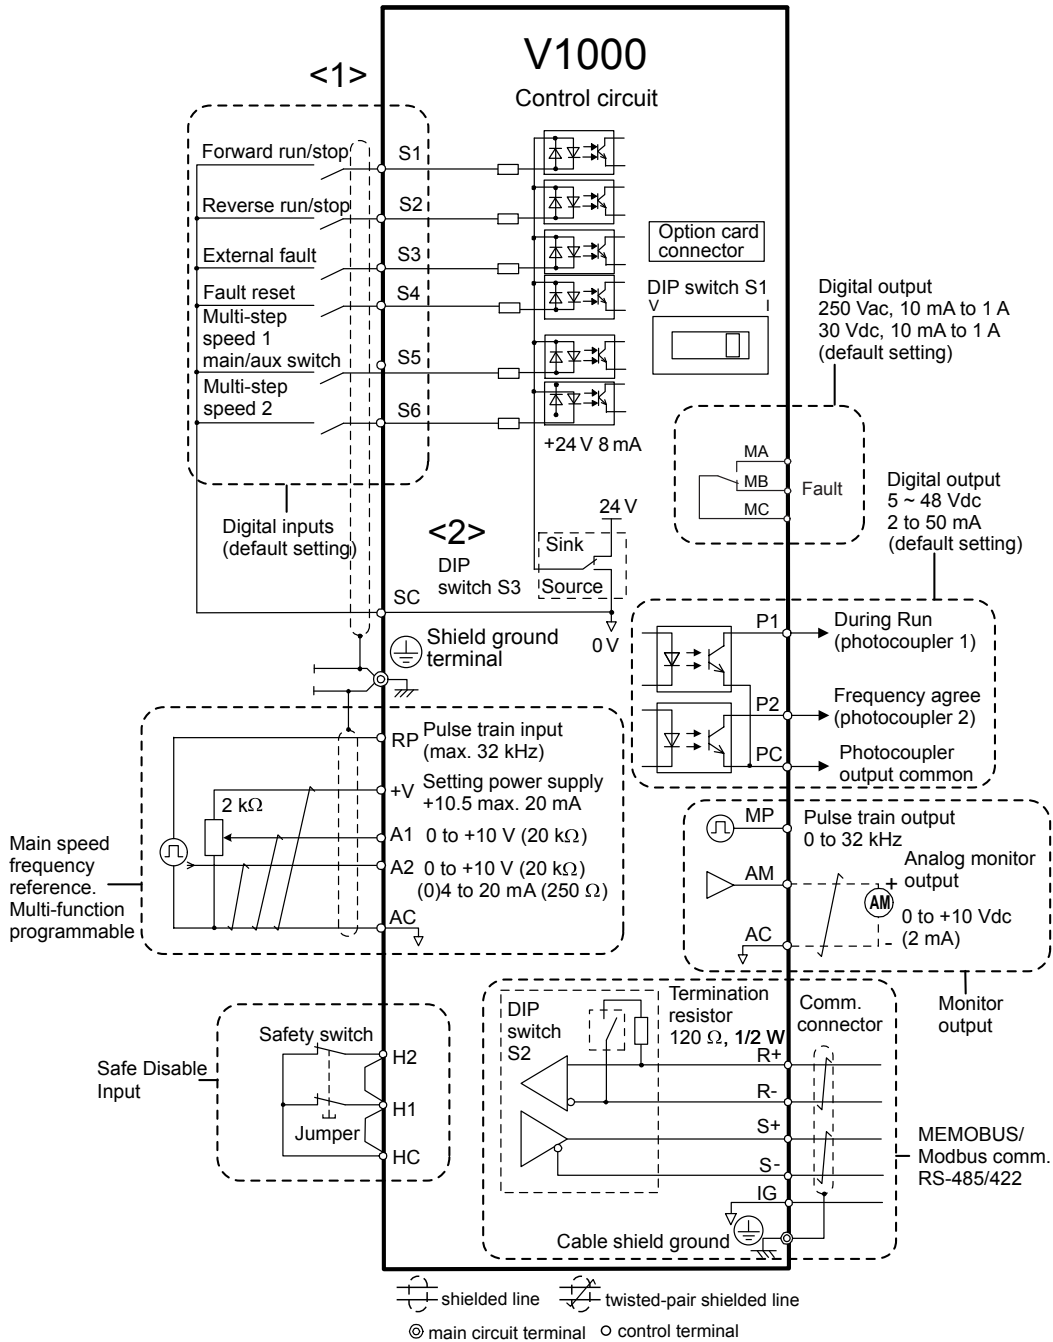 V1000
Control circuit
<1>
Forward run/stop
S1
Reverse run/stop
S2
External fault
S3
Fault reset
S4
Multi-step
speed 1
main/aux switch
S5
Multi-step
speed 2
S6
+24 V 8 mA
Option card
connector
DIP switch S1
V
I
Digital inputs
(default setting)
<2>
DIP
switch S3
24 V
Sink
Source
0 V
SC
Shield ground
terminal
Digital output
250 Vac, 10 mA to 1 A
30 Vdc, 10 mA to 1 A
(default setting)
MA
MB
MC
Fault
Digital output
5 ~ 48 Vdc
2 to 50 mA
(default setting)
P1
During Run
(photocoupler 1)
P2
Frequency agree
(photocoupler 2)
PC
Photocoupler
output common
Main speed
frequency
reference.
Multi-function
programmable
2 kΩ
RP
Pulse train input
(max. 32 kHz)
+V
Setting power supply
+10.5 max. 20 mA
A1
0 to +10 V (20 kΩ)
A2
0 to +10 V (20 kΩ)
(0)4 to 20 mA (250 Ω)
AC
MP
Pulse train output
0 to 32 kHz
AM
Analog monitor
output
+
AM
0 to +10 Vdc
(2 mA)
AC
-
Monitor
output
Safe Disable
Input
Safety switch
H2
H1
Jumper
HC
DIP
switch
S2
Termination
resistor
120 Ω, 1/2 W
Comm.
connector
R+
R-
S+
S-
IG
MEMOBUS/
Modbus comm.
RS-485/422
Cable shield ground
shielded line
twisted-pair shielded line
main circuit terminal
control terminal